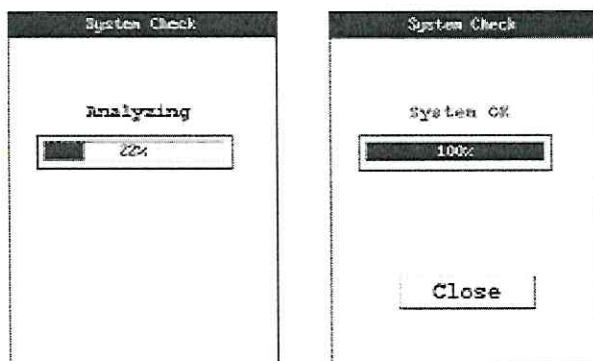 System Check
Analyzing
22%
System Check
System OK
100%
Close